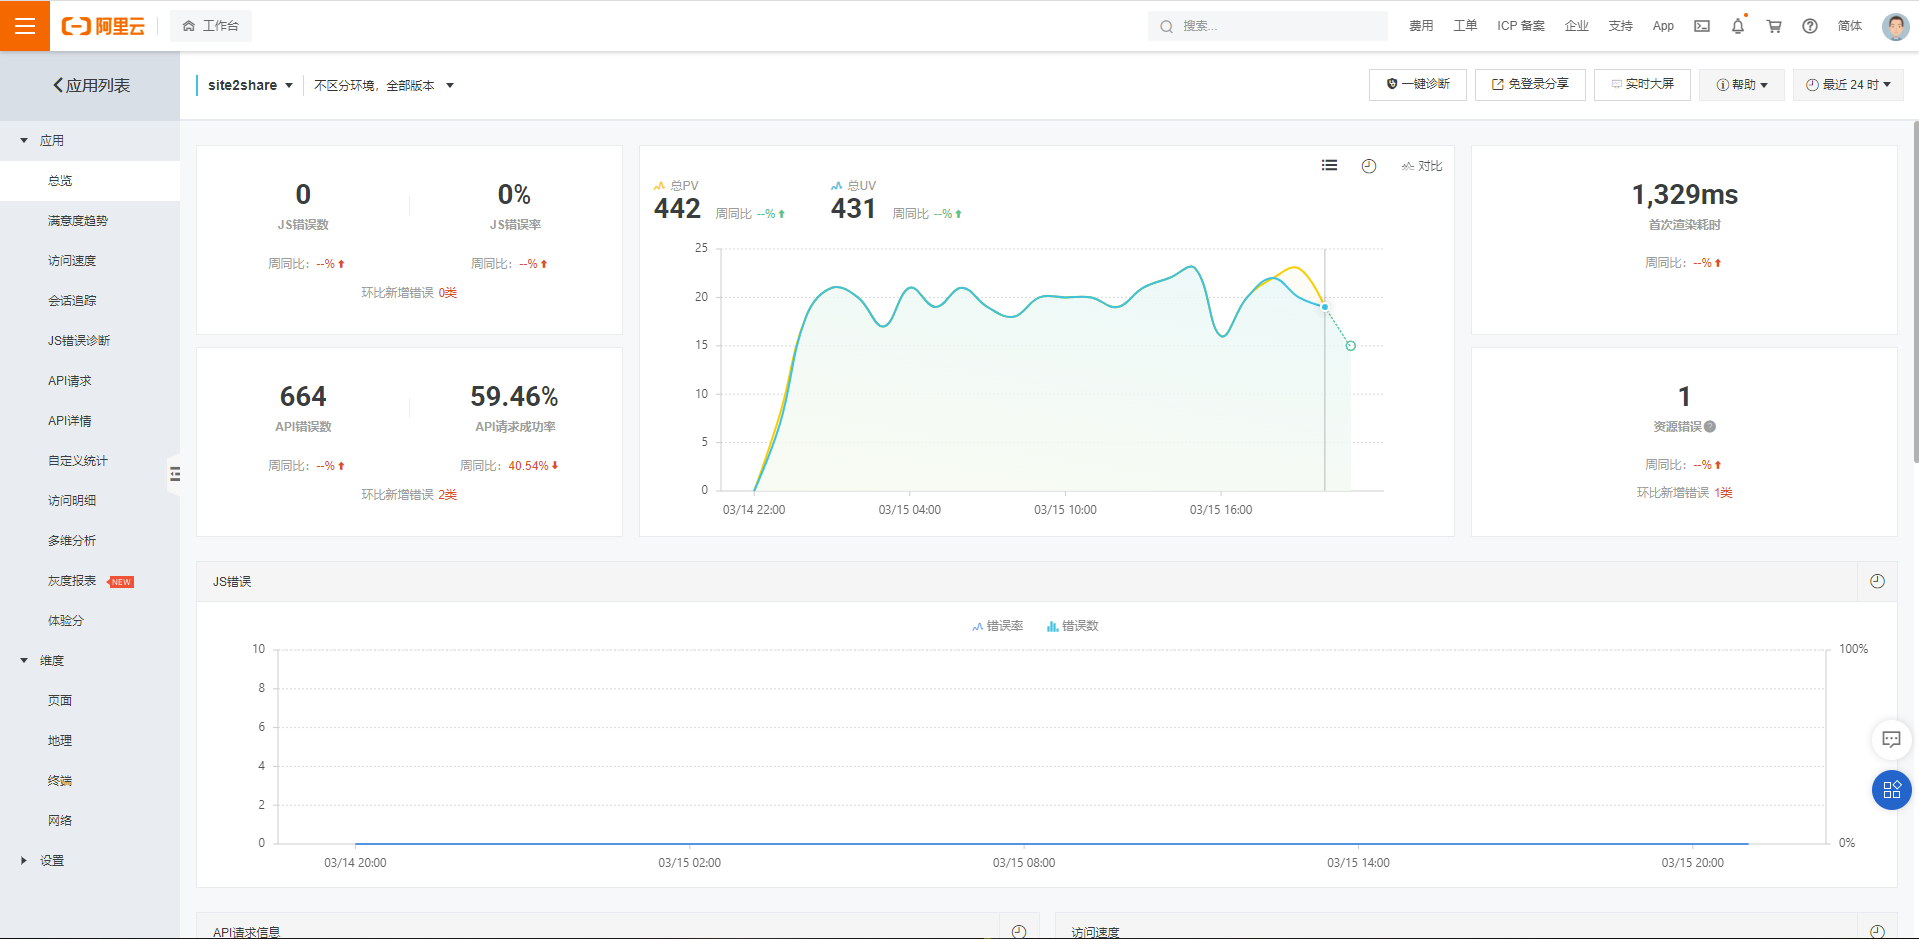 阿里云
工作台
搜索...
费用
工单
ICP 备案
企业
支持
App
简体
应用列表
应用
总览
满意度趋势
访问速度
会话追踪
JS错误诊断
API请求
API详情
自定义统计
访问明细
多维分析
灰度报表 NEW
体验分
维度
页面
地理
终端
网络
设置
site2share
不区分环境，全部版本
一键诊断
免登录分享
实时大屏
帮助
最近 24 时
0
JS错误数
周同比： --%
0%
JS错误率
周同比： --%
环比新增错误 0类
664
API错误数
周同比： --%
59.46%
API请求成功率
周同比： 40.54%
环比新增错误 2类
对比
总PV
442 周同比 --%
总UV
431 周同比 --%
25
20
15
10
5
0
03/14 22:00
03/15 04:00
03/15 10:00
03/15 16:00
1,329ms
首次渲染耗时
周同比： --%
1
资源错误
周同比： --%
环比新增错误 1类
JS错误
错误率
错误数
10
8
6
4
2
0
100%
0%
03/14 20:00
03/15 02:00
03/15 08:00
03/15 14:00
03/15 20:00
API请求信息
访问速度